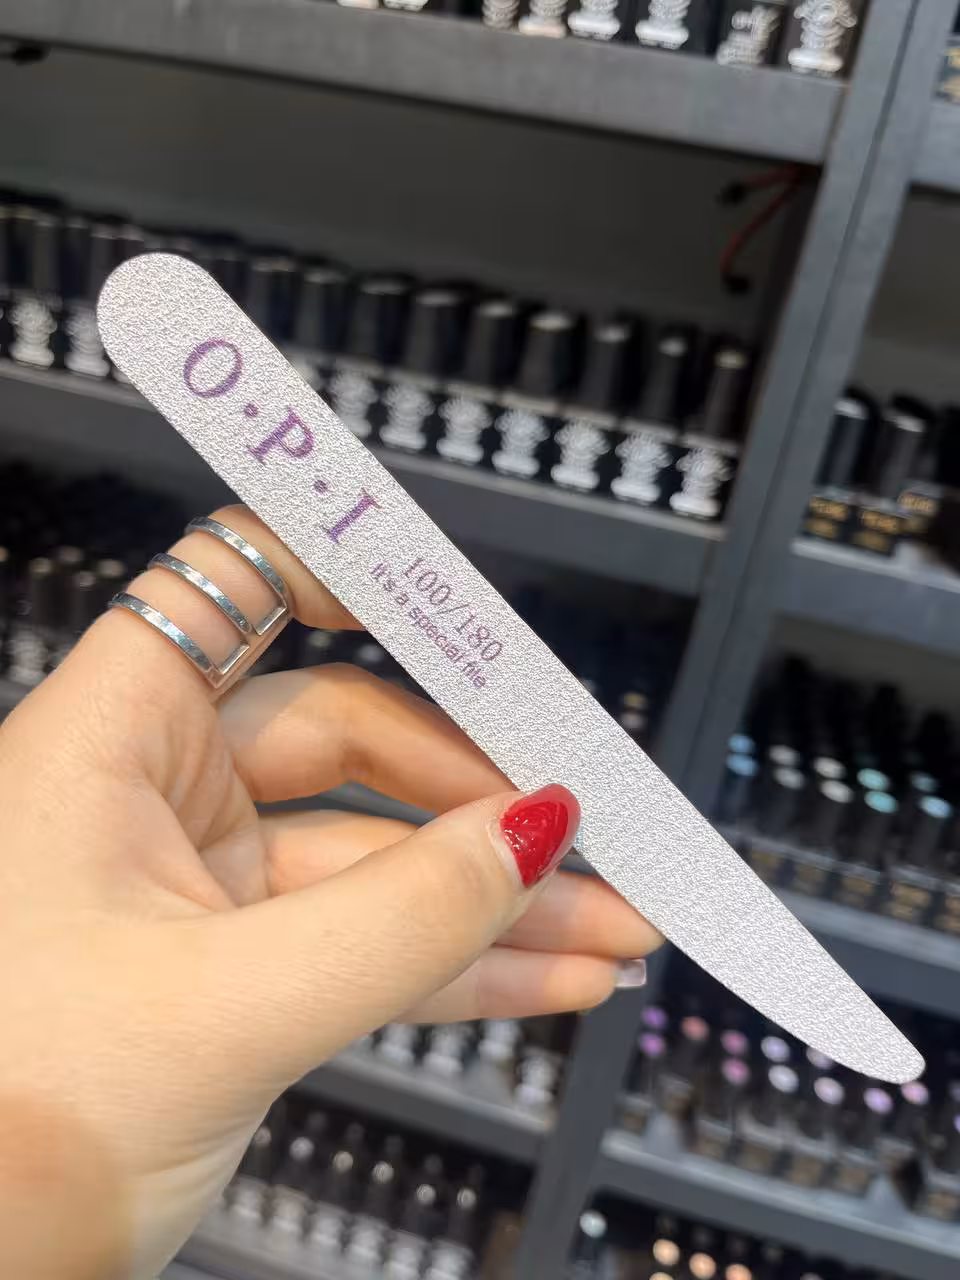 O·P·I
100/180
it's a special file